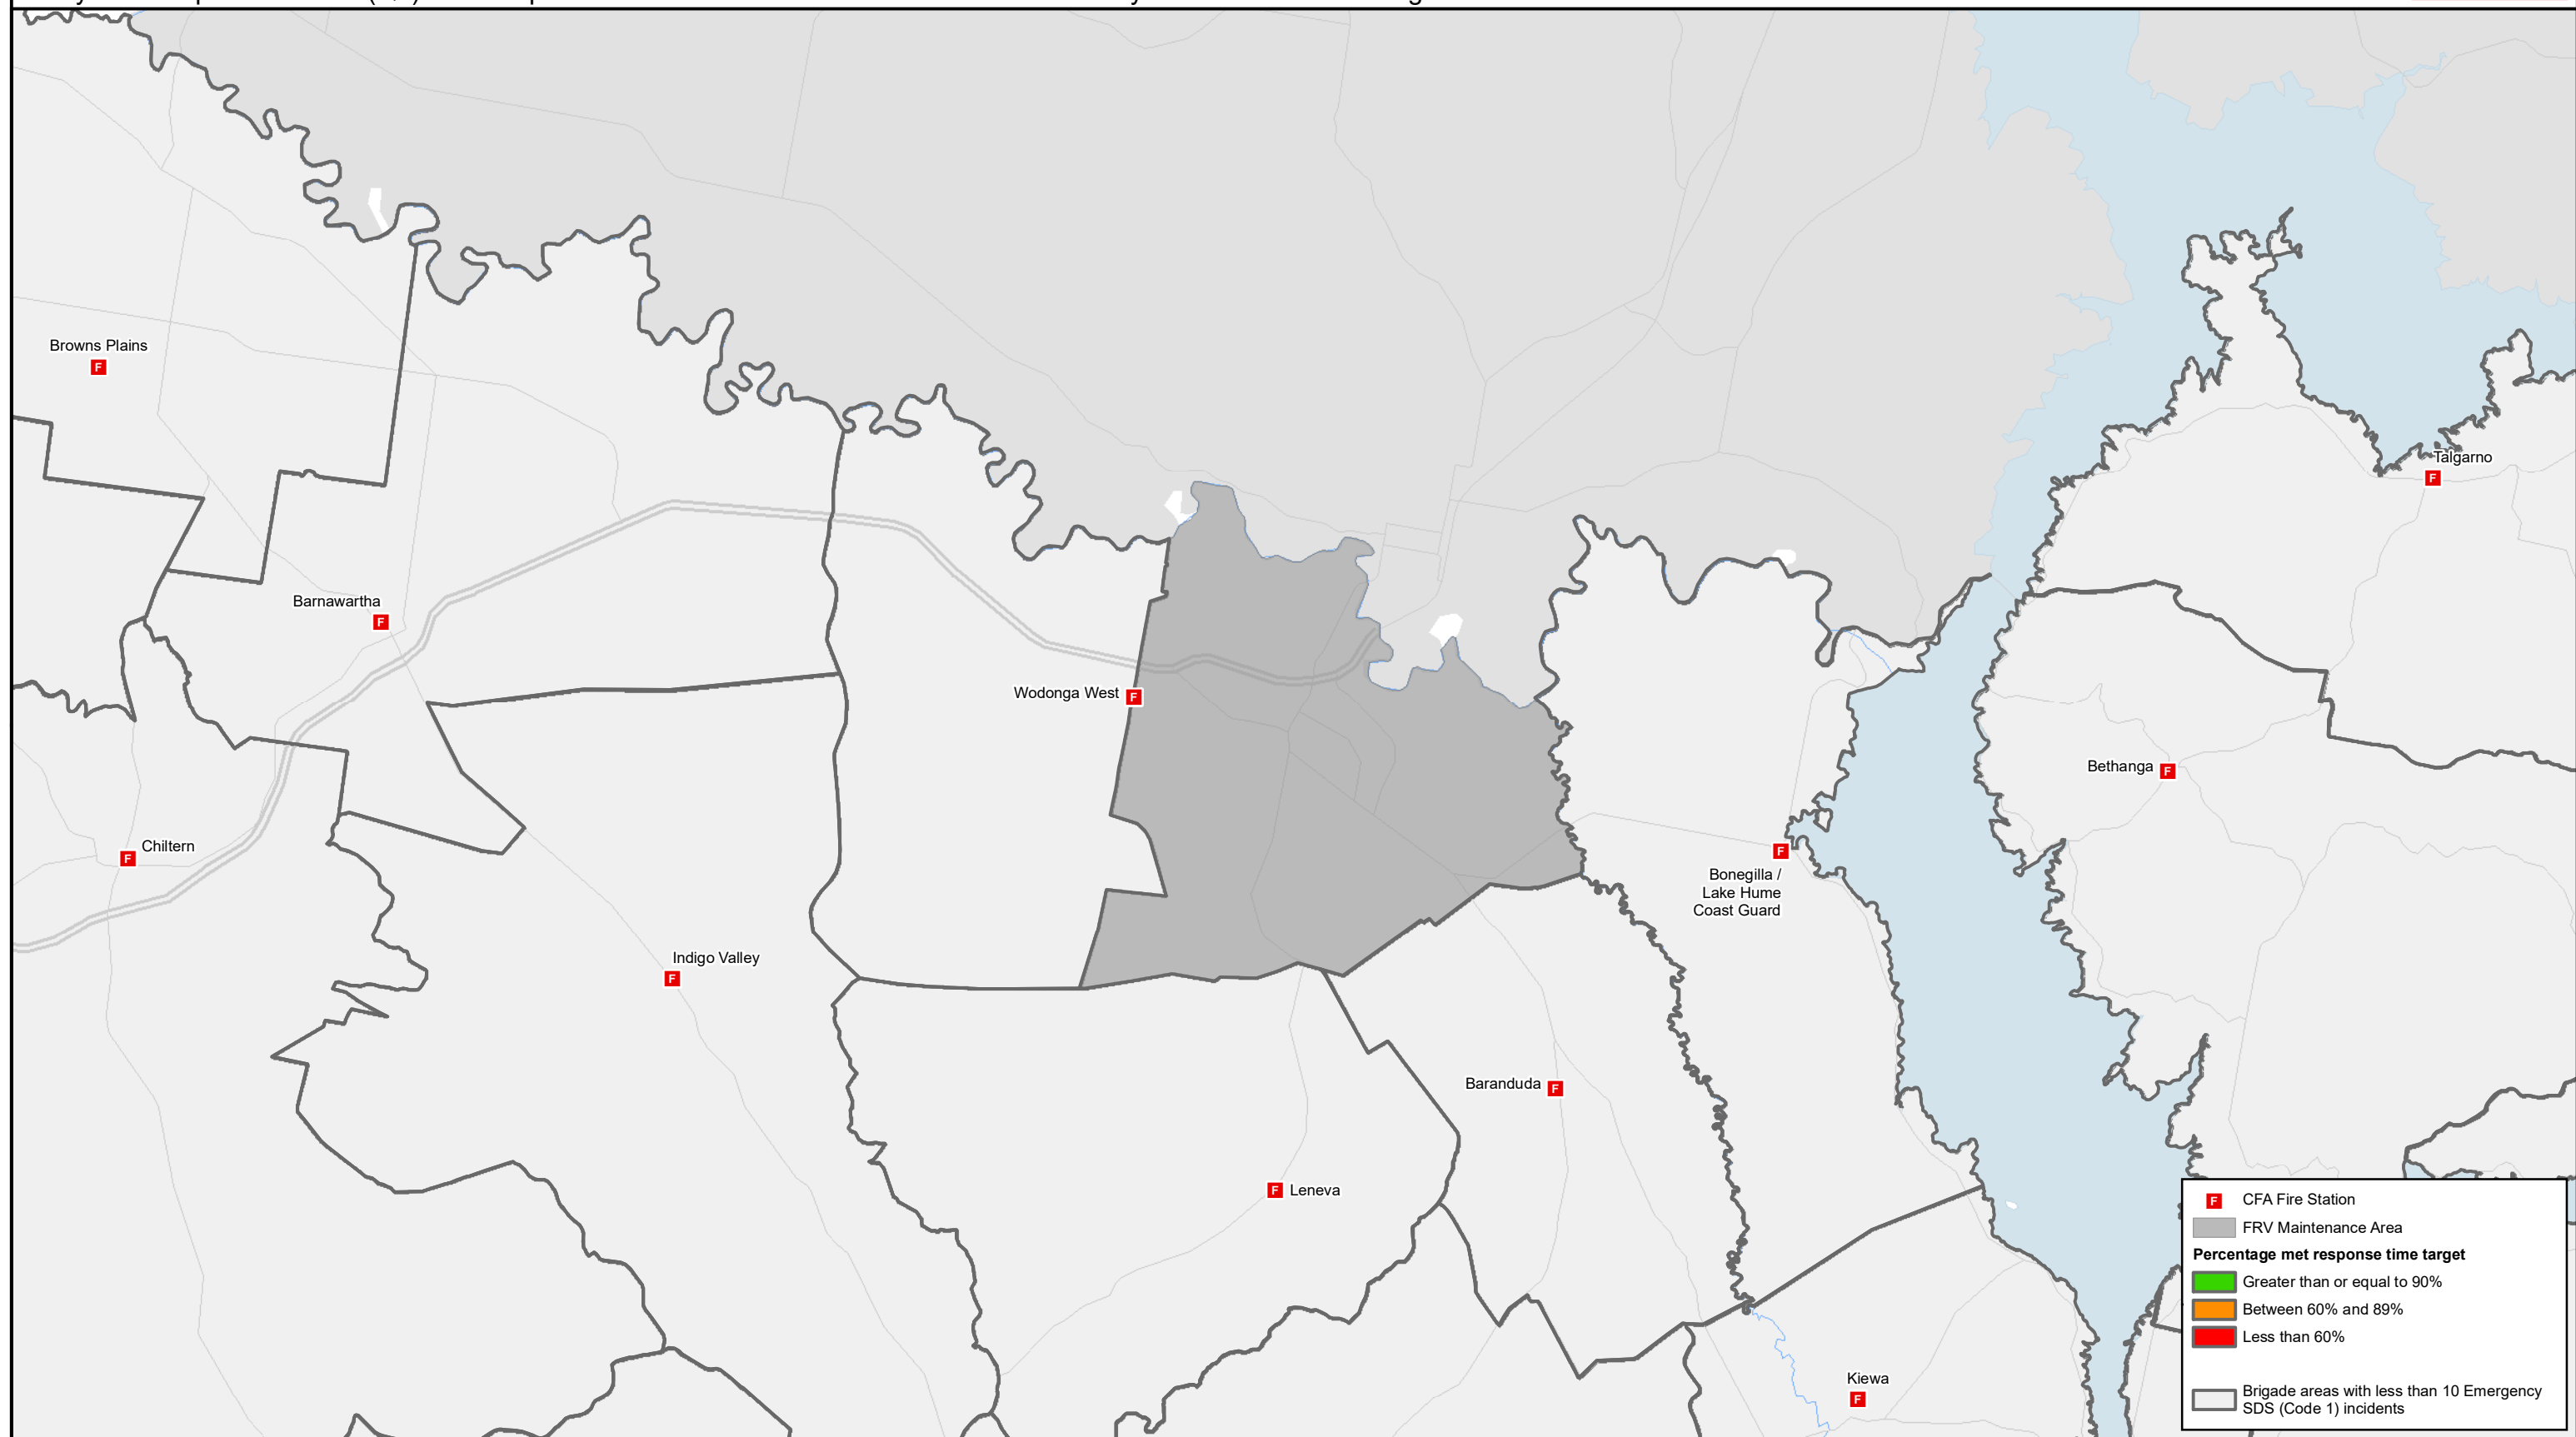 Browns Plains
F
Talgarno
F
Barnawartha
F
Wodonga West
F
Bethanga
F
Chiltern
F
F
Bonegilla /
Lake Hume
Coast Guard
Indigo Valley
F
Baranduda
F
F
Leneva
Kiewa
F
F
CFA Fire Station
FRV Maintenance Area
Percentage met response time target
Greater than or equal to 90%
Between 60% and 89%
Less than 60%
Brigade areas with less than 10 Emergency
SDS (Code 1) incidents